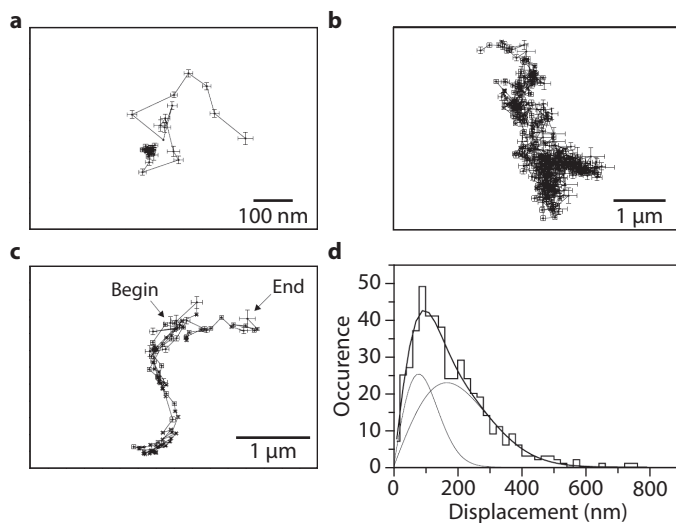 a
100 nm
b
1 µm
c
Begin
End
1 µm
d
50
40
30
20
10
0
Occurence
0
200
400
600
800
Displacement (nm)